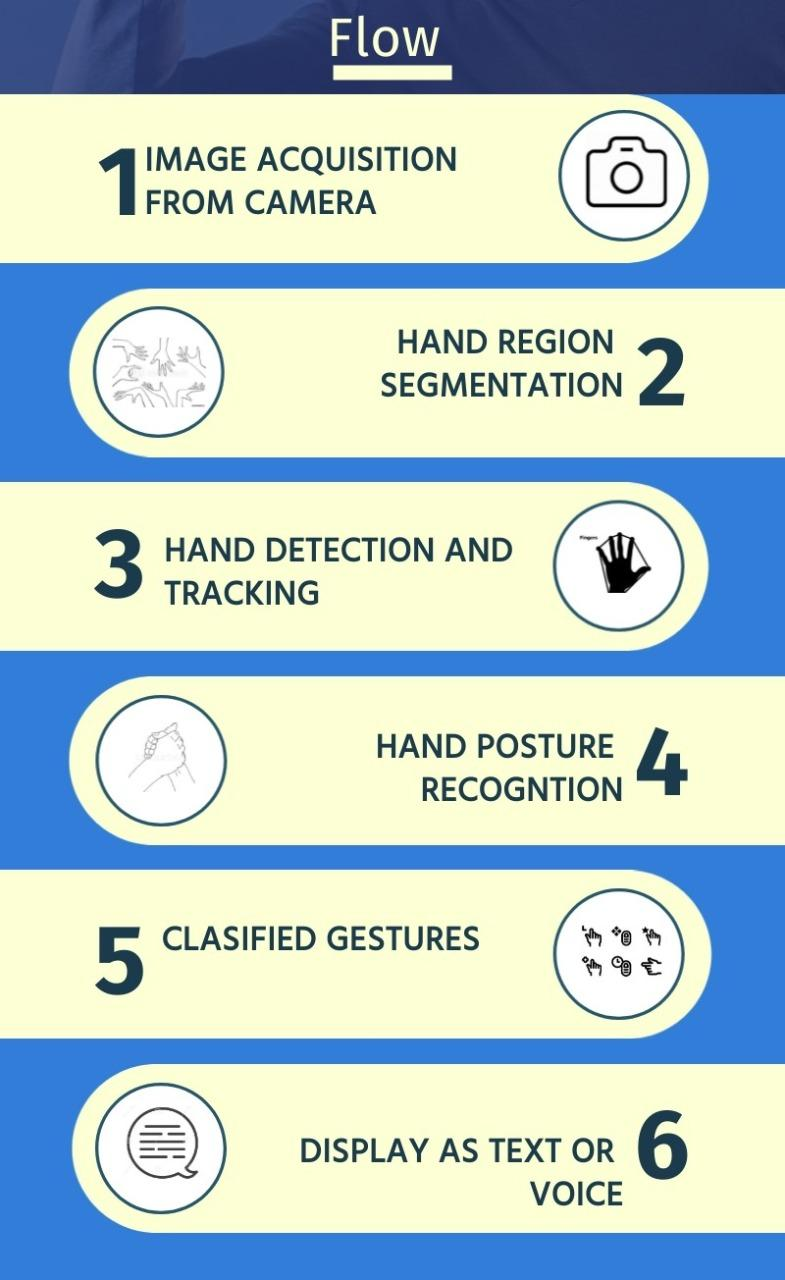 Flow
1 IMAGE ACQUISITION
FROM CAMERA
HAND REGION
SEGMENTATION 2
3 HAND DETECTION AND
TRACKING
Fingers
HAND POSTURE
RECOGNTION 4
5 CLASIFIED GESTURES
DISPLAY AS TEXT OR
VOICE 6